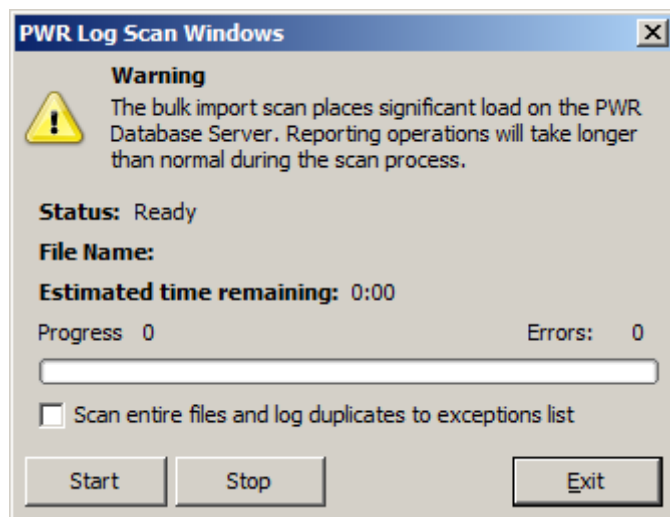 PWR Log Scan Windows
Warning
The bulk import scan places significant load on the PWR
Database Server. Reporting operations will take longer
than normal during the scan process.
Status: Ready
File Name:
Estimated time remaining: 0:00
Progress 0 Errors: 0
Scan entire files and log duplicates to exceptions list
Start Stop Exit